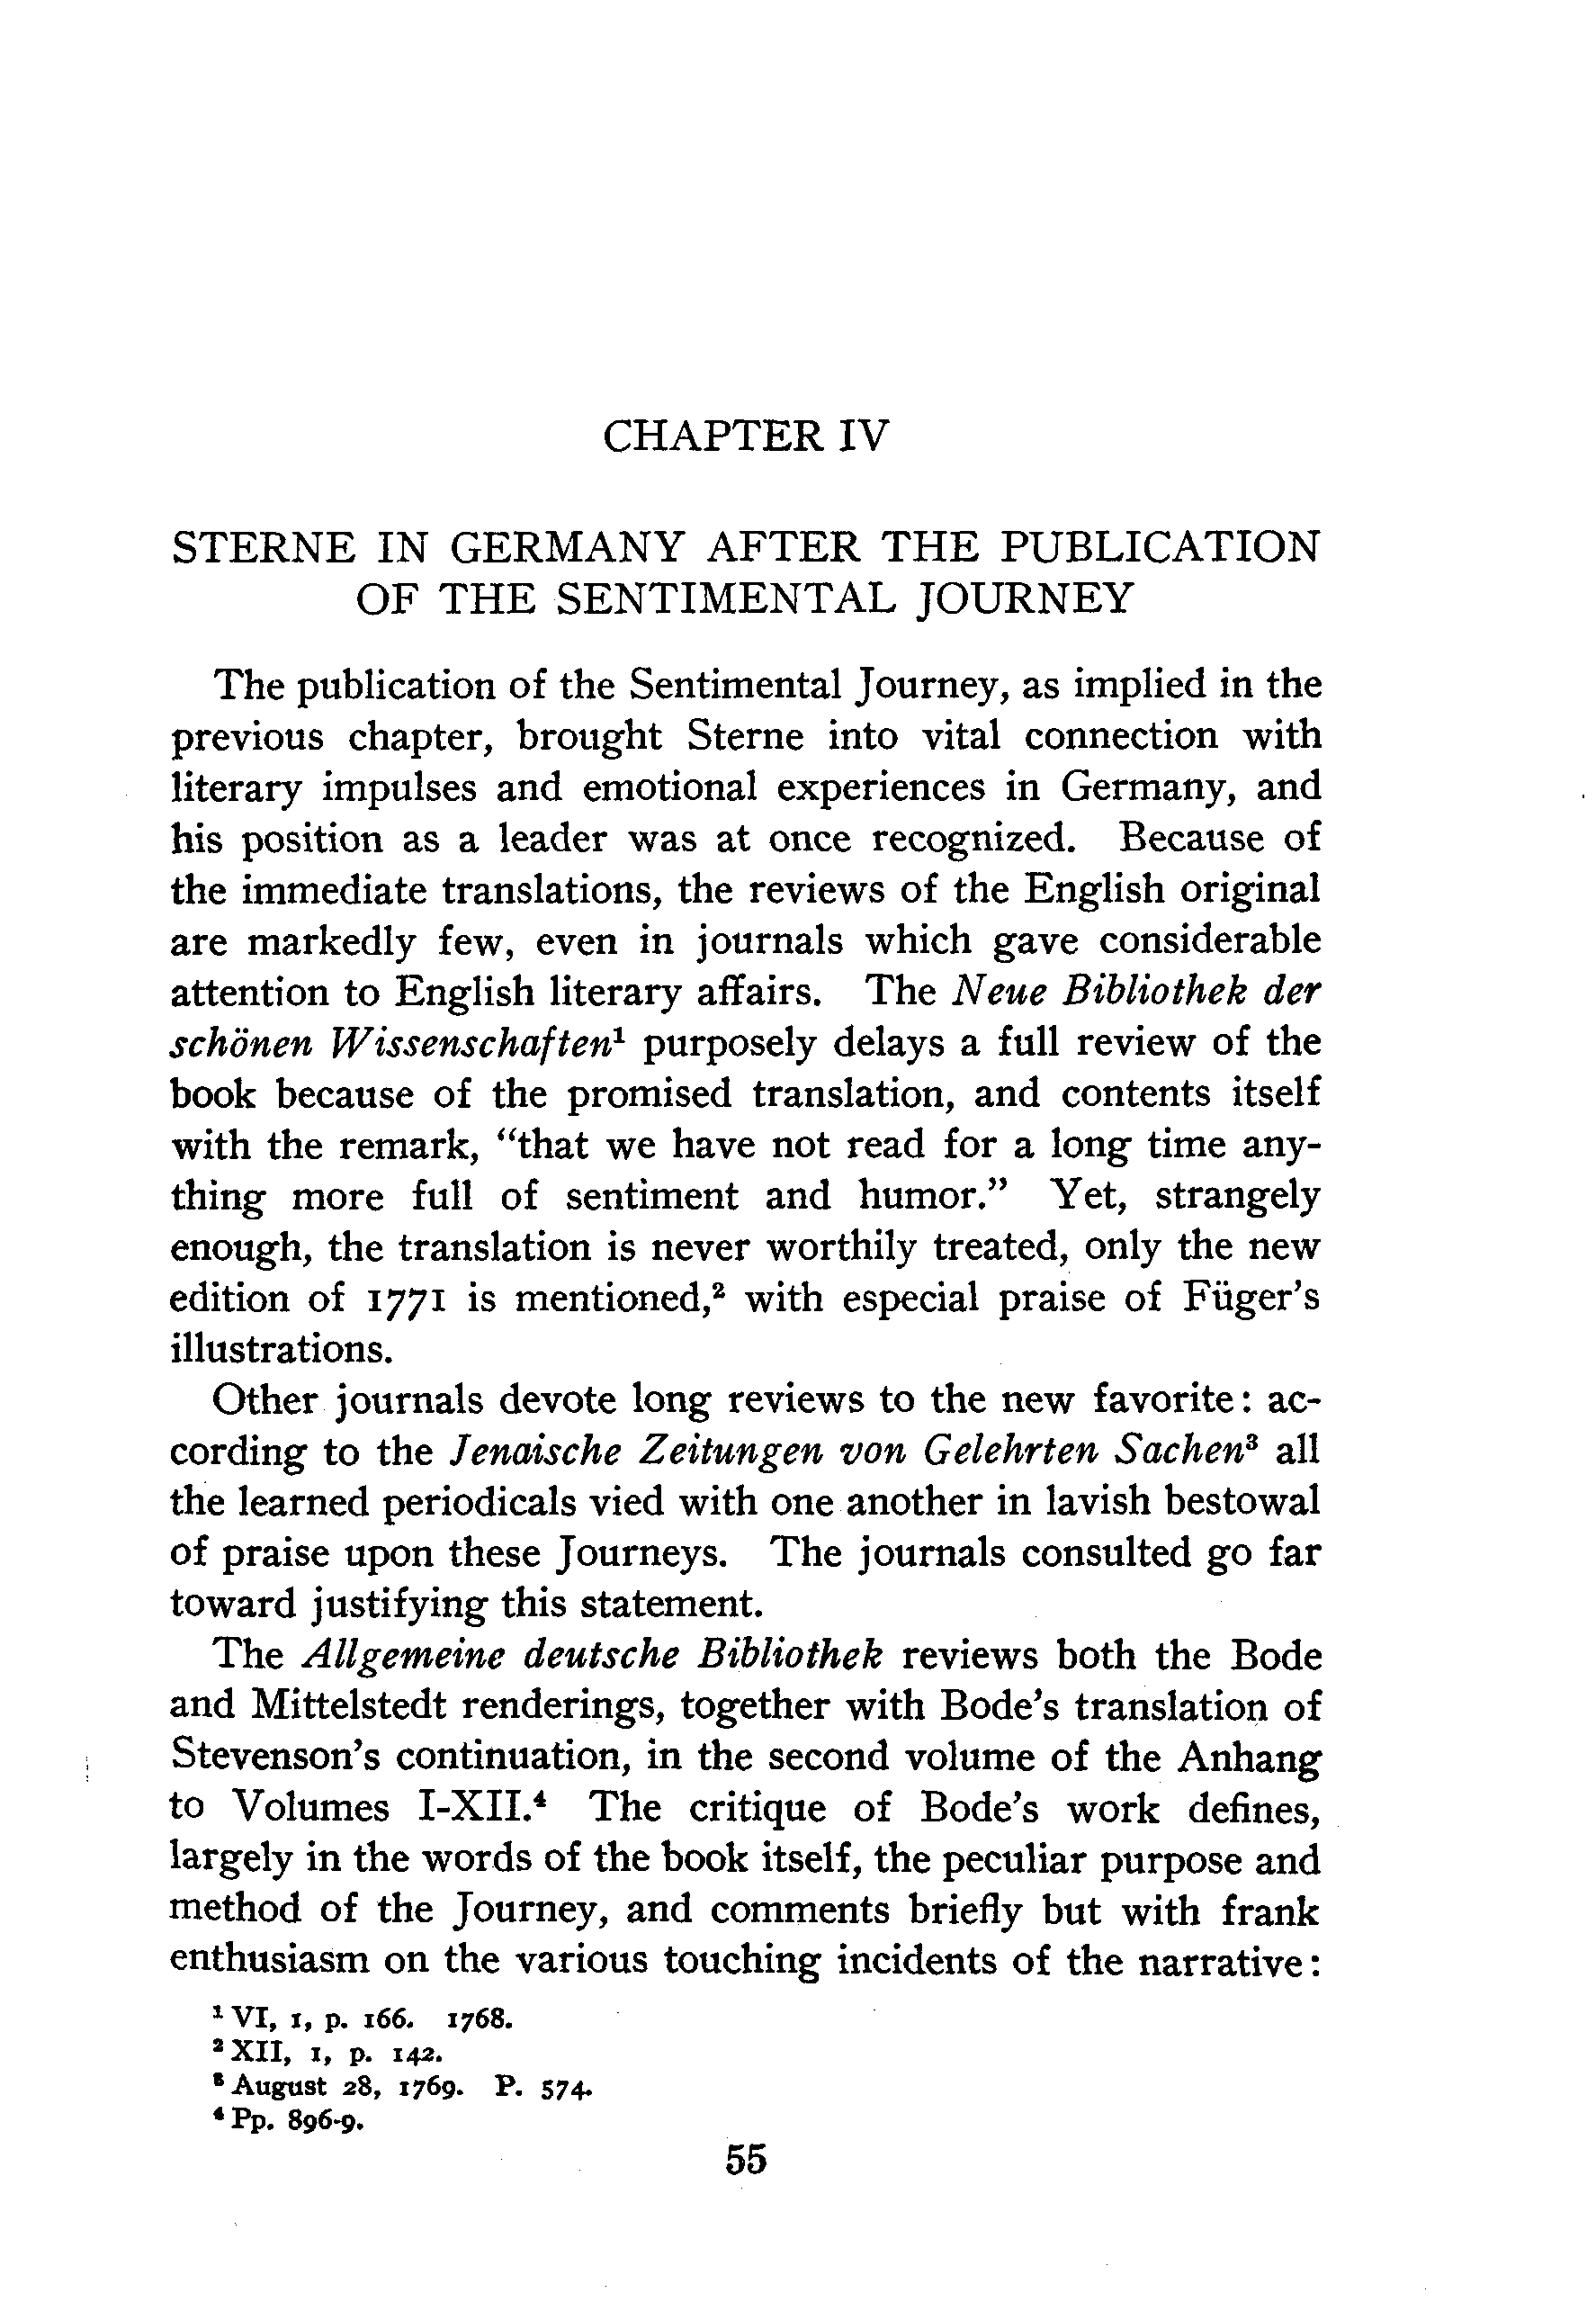 CHAPTER IV
STERNE IN GERMANY AFTER THE PUBLICATION
OF THE SENTIMENTAL JOURNEY
The publication of the Sentimental Journey, as implied in the
previous chapter, brought Sterne into vital connection with
literary impulses and emotional experiences in Germany, and
his position as a leader was at once recognized. Because of
the immediate translations, the reviews of the English original
are markedly few, even in journals which gave considerable
attention to English literary affairs. The Neue Bibliothek der
schönen Wissenschaften¹ purposely delays a full review of the
book because of the promised translation, and contents itself
with the remark, “that we have not read for a long time any-
thing more full of sentiment and humor.” Yet, strangely
enough, the translation is never worthily treated, only the new
edition of 1771 is mentioned,² with especial praise of Füger’s
illustrations.
Other journals devote long reviews to the new favorite: ac-
cording to the Jenaische Zeitungen von Gelehrten Sachen³ all
the learned periodicals vied with one another in lavish bestowal
of praise upon these Journeys. The journals consulted go far
toward justifying this statement.
The Allgemeine deutsche Bibliothek reviews both the Bode
and Mittelstedt renderings, together with Bode’s translation of
Stevenson’s continuation, in the second volume of the Anhang
to Volumes I-XII.⁴ The critique of Bode’s work defines,
largely in the words of the book itself, the peculiar purpose and
method of the Journey, and comments briefly but with frank
enthusiasm on the various touching incidents of the narrative:
¹ VI, 1, p. 166. 1768.
² XII, 1, p. 142.
³ August 28, 1769. P. 574.
⁴ Pp. 896-9.
55